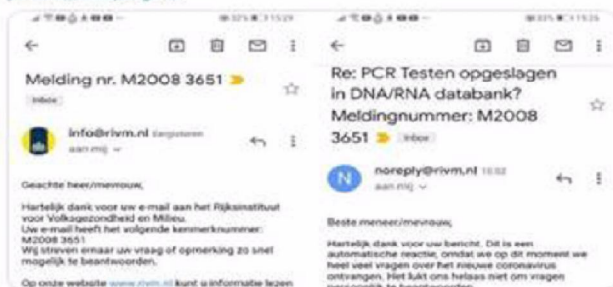 Melding nr. M2008 3651
Inbox
info@rivm.nl
aan mij
Geachte heer/mevrouw,
Hartelijk dank voor uw e-mail aan het Rijksinstituut
voor Volksgezondheid en Milieu.
Uw e-mail heeft het volgende kenmerknummer:
M2008 3651
Wij streven ernaar uw vraag of opmerking zo snel
mogelijk te beantwoorden.
Op onze website www.rivm.nl kunt u informatie lezen
Re: PCR Testen opgeslagen
in DNA/RNA databank?
Meldingnummer: M2008
3651
Inbox
N
noreply@rivm.nl
aan mij
Beste meneer/mevrouw,
Hartelijk dank voor uw bericht. Dit is een
automatische reactie, omdat we op dit moment we
heel veel vragen over het nieuwe coronavirus
ontvangen. Het lukt ons helaas niet om vragen